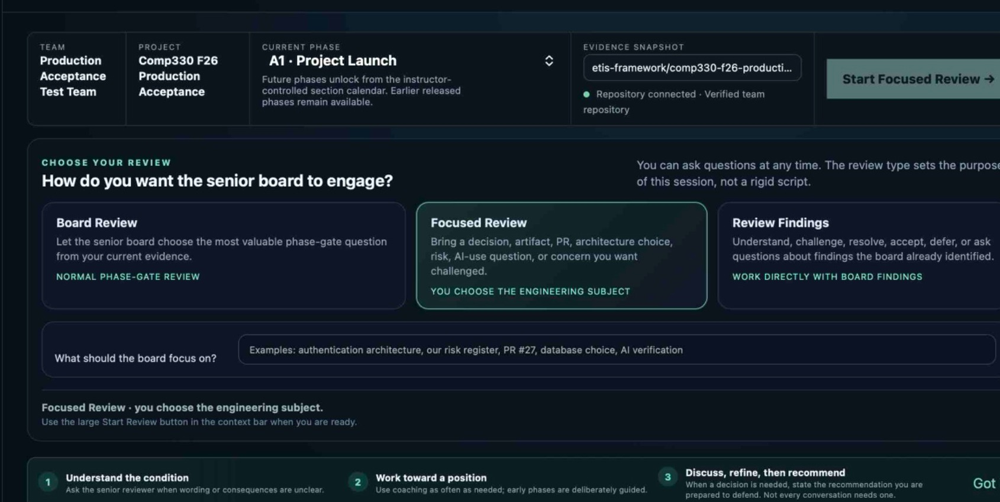 TEAM
Production
Acceptance
Test Team
PROJECT
Comp330 F26
Production
Acceptance
CURRENT PHASE
A1 · Project Launch
Future phases unlock from the instructor-
controlled section calendar. Earlier released
phases remain available.
EVIDENCE SNAPSHOT
etis-framework/comp330-f26-producti...
Repository connected · Verified team
repository
Start Focused Review →
CHOOSE YOUR REVIEW
How do you want the senior board to engage?
You can ask questions at any time. The review type sets the purpose
of this session, not a rigid script.
Board Review
Let the senior board choose the most valuable phase-gate question
from your current evidence.
NORMAL PHASE-GATE REVIEW
Focused Review
Bring a decision, artifact, PR, architecture choice,
risk, AI-use question, or concern you want
challenged.
YOU CHOOSE THE ENGINEERING SUBJECT
Review Findings
Understand, challenge, resolve, accept, defer, or ask
questions about findings the board already identified.
WORK DIRECTLY WITH BOARD FINDINGS
What should the board focus on?
Examples: authentication architecture, our risk register, PR #27, database choice, AI verification
Focused Review · you choose the engineering subject.
Use the large Start Review button in the context bar when you are ready.
1
Understand the condition
Ask the senior reviewer when wording or consequences are unclear.
2
Work toward a position
Use coaching as often as needed; early phases are deliberately guided.
3
Discuss, refine, then recommend
When a decision is needed, state the recommendation you are
prepared to defend. Not every conversation needs one.
Got